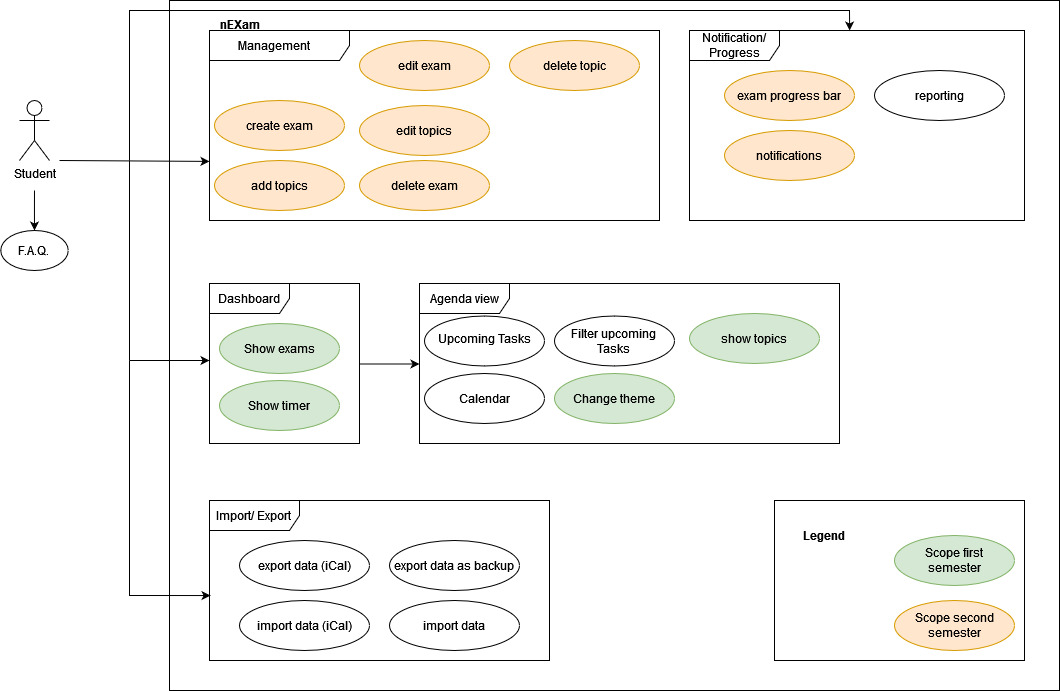 nEXam
Management
edit exam
delete topic
create exam
edit topics
add topics
delete exam
Notification/
Progress
exam progress bar
reporting
notifications
Student
F.A.Q.
Dashboard
Show exams
Show timer
Agenda view
Upcoming Tasks
Filter upcoming
Tasks
show topics
Calendar
Change theme
Import/ Export
export data (iCal)
export data as backup
import data (iCal)
import data
Legend
Scope first
semester
Scope second
semester